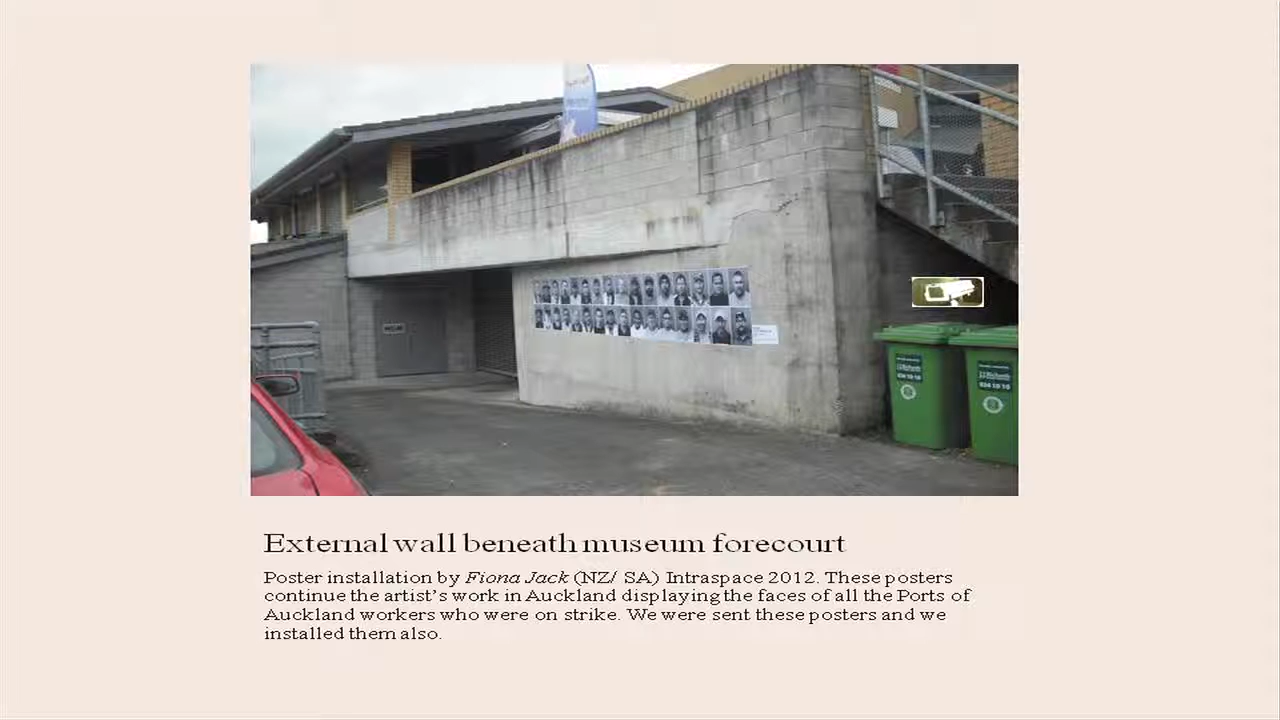 External wall beneath museum forecourt
Poster installation by Fiona Jack (NZ/ SA) Intraspace 2012. These posters
continue the artist's work in Auckland displaying the faces of all the Ports of
Auckland workers who were on strike. We were sent these posters and we
installed them also.